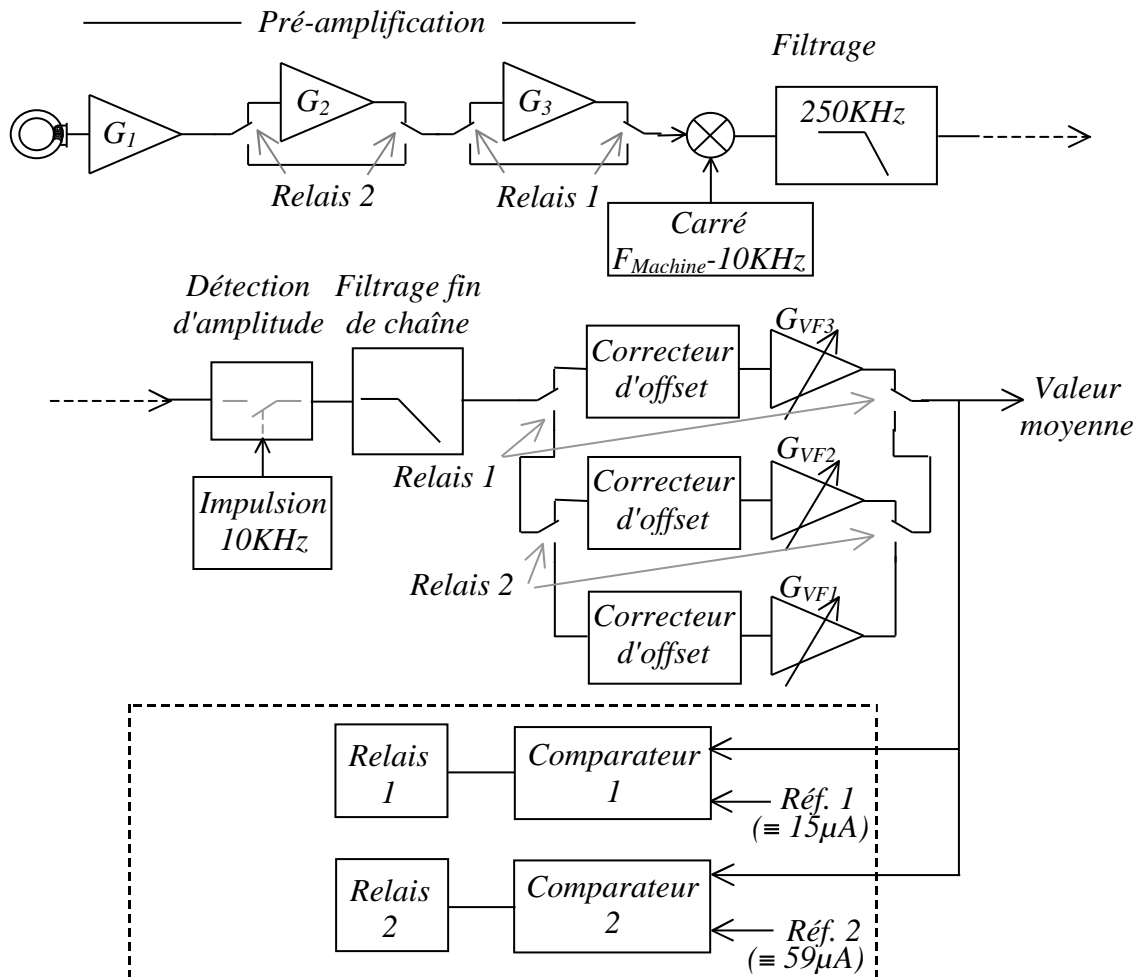 Pré-amplification
Filtrage
G1
G2
G3
250KHz
Relais 2
Relais 1
Carré
FMachine-10KHz
Détection
d'amplitude
Filtrage fin
de chaîne
Impulsion
10KHz
Relais 1
Relais 2
Correcteur
d'offset
GVF3
Correcteur
d'offset
GVF2
Correcteur
d'offset
GVF1
Valeur
moyenne
Relais
1
Comparateur
1
Réf. 1
(≡ 15µA)
Relais
2
Comparateur
2
Réf. 2
(≡ 59µA)